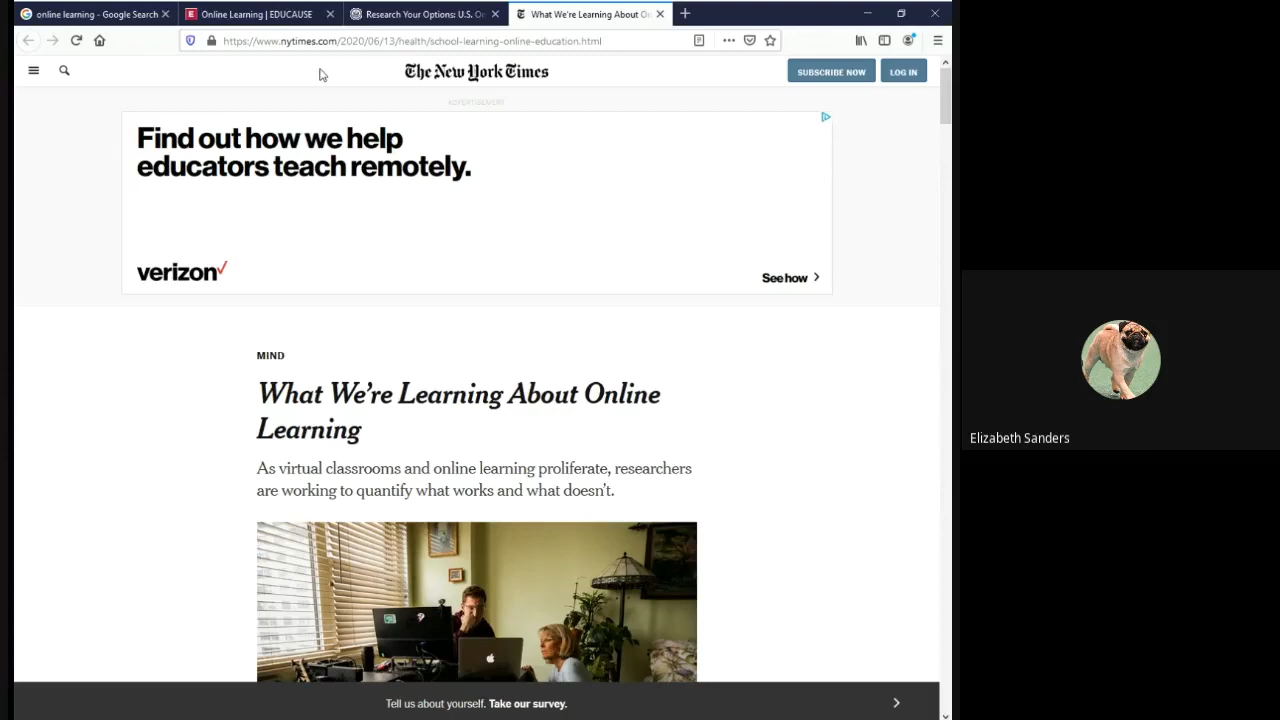 online learning - Google Search
Online Learning | EDUCAUSE
Research Your Options: U.S. On
What We're Learning About On
https://www.nytimes.com/2020/06/13/health/school-learning-online-education.html
The New York Times
SUBSCRIBE NOW
LOG IN
ADVERTISEMENT
Find out how we help
educators teach remotely.
verizon
See how
MIND
What We're Learning About Online
Learning
As virtual classrooms and online learning proliferate, researchers
are working to quantify what works and what doesn't.
Elizabeth Sanders
Tell us about yourself. Take our survey.